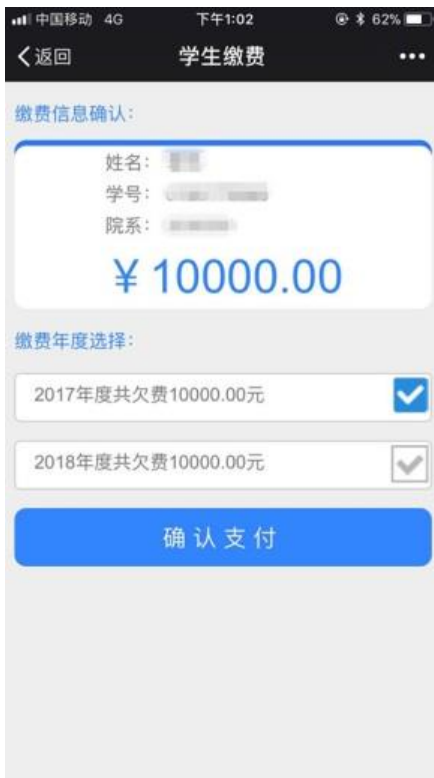 中国移动 4G 下午1:02 62%
返回 学生缴费
缴费信息确认：
姓名：
学号：
院系：
¥ 10000.00
缴费年度选择：
2017年度共欠费10000.00元
2018年度共欠费10000.00元
确认支付